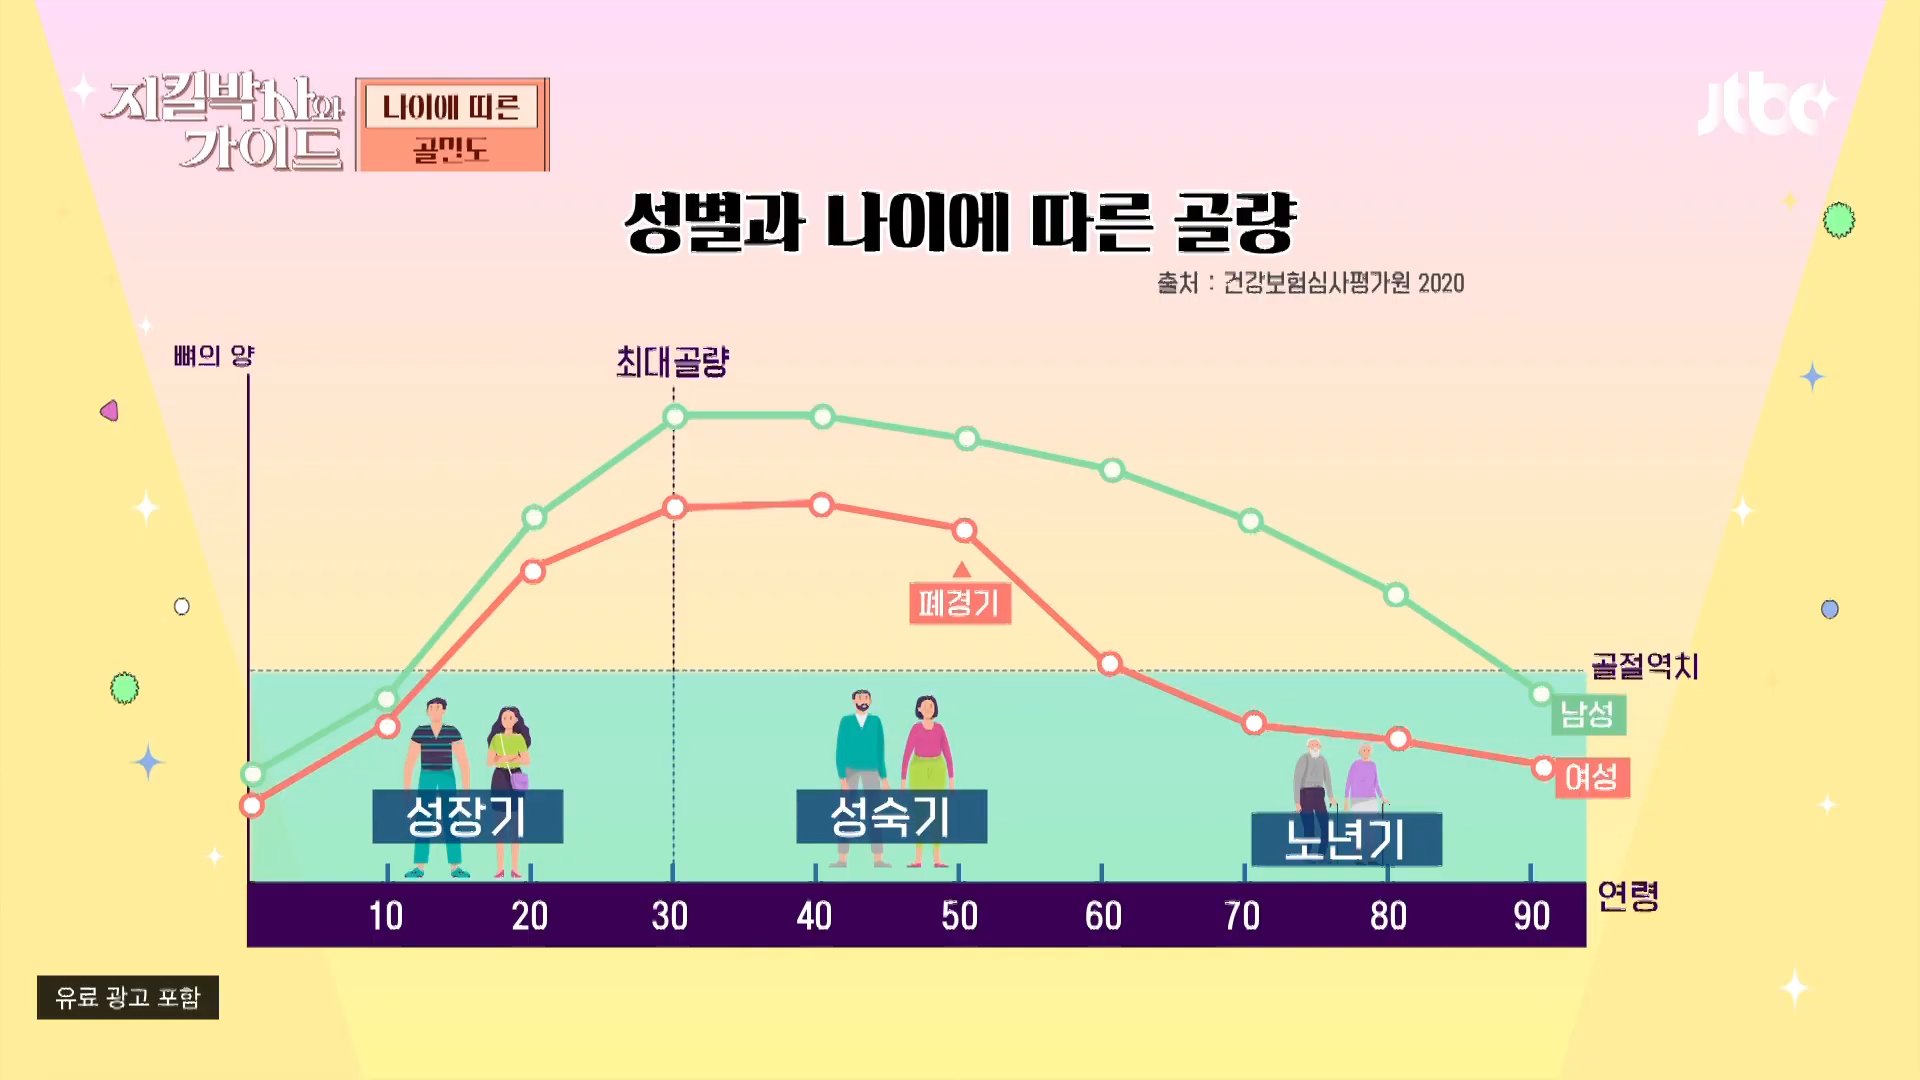 지킬박사와
가이드
나이에 따른
골밀도
jtbc
성별과 나이에 따른 골량
출처 : 건강보험심사평가원 2020
뼈의 양
최대골량
폐경기
골절역치
남성
여성
성장기
성숙기
노년기
10 20 30 40 50 60 70 80 90
연령
유료 광고 포함